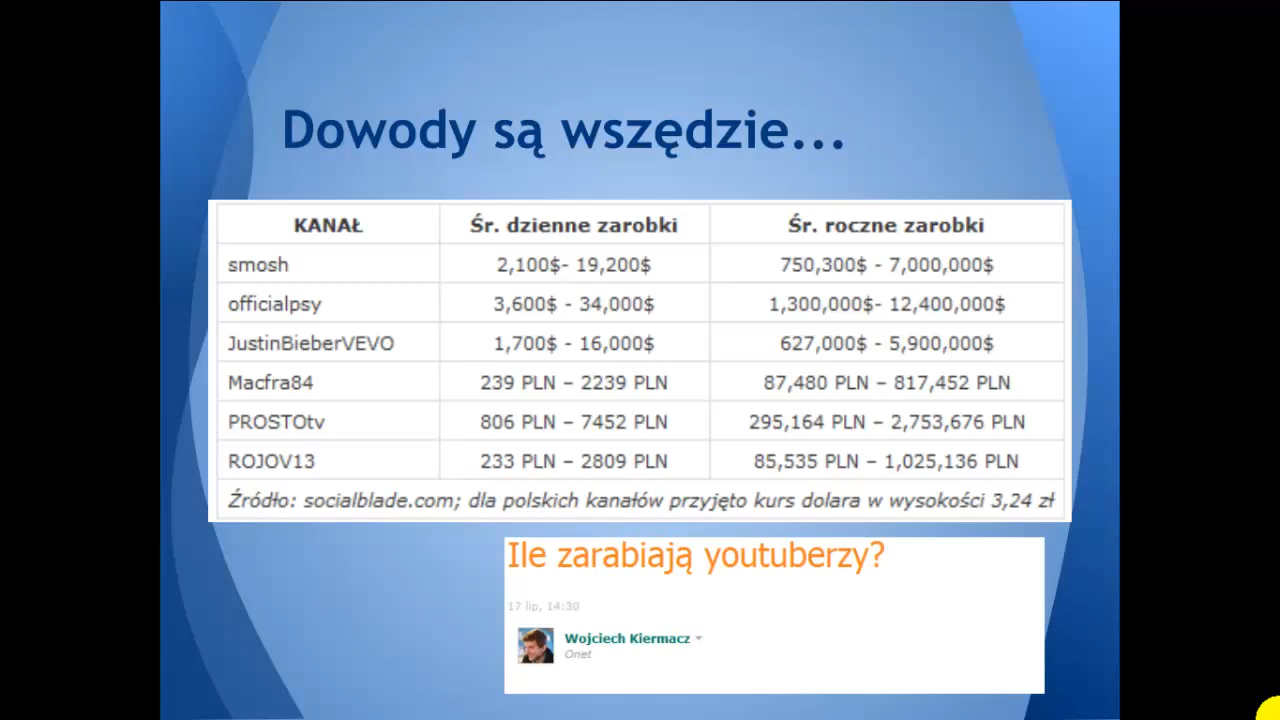 Dowody są wszędzie...
KANAŁ Śr. dzienne zarobki Śr. roczne zarobki
smosh 2,100$- 19,200$ 750,300$ - 7,000,000$
officialpsy 3,600$ - 34,000$ 1,300,000$- 12,400,000$
JustinBieberVEVO 1,700$ - 16,000$ 627,000$ - 5,900,000$
Macfra84 239 PLN – 2239 PLN 87,480 PLN – 817,452 PLN
PROSTOtv 806 PLN – 7452 PLN 295,164 PLN – 2,753,676 PLN
ROJOV13 233 PLN – 2809 PLN 85,535 PLN – 1,025,136 PLN
Źródło: socialblade.com; dla polskich kanałów przyjęto kurs dolara w wysokości 3,24 zł
Ile zarabiają youtuberzy?
17 lip, 14:30
Wojciech Kiermacz
Onet